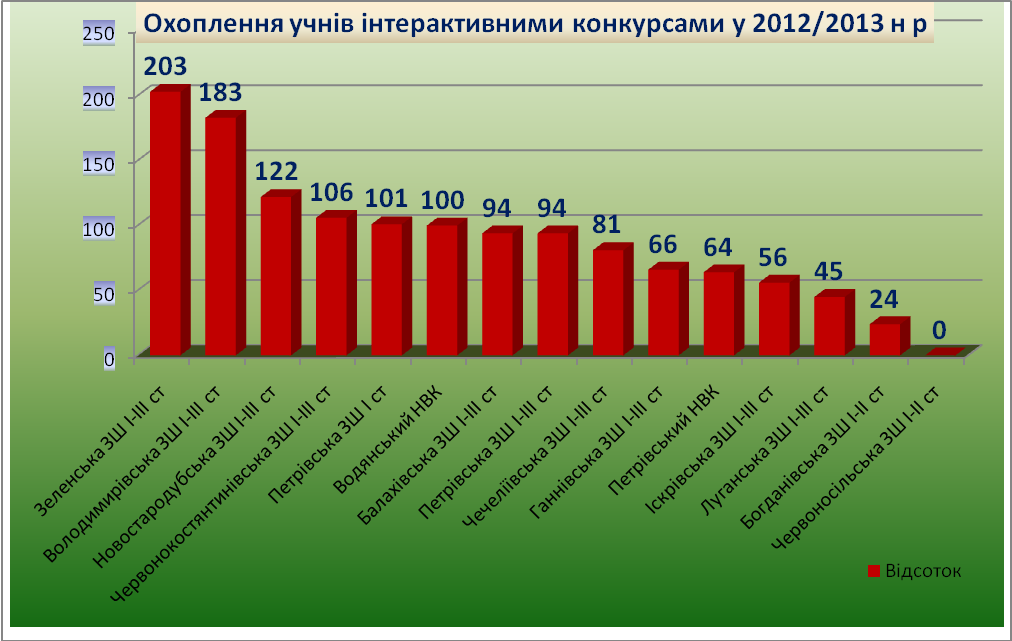 Охоплення учнів інтерактивними конкурсами у 2012/2013 н р
250
200
150
100
50
0
203
183
122
106
101
100
94
94
81
66
64
56
45
24
0
Зеленська ЗШ І-ІІІ ст
Володимирівська ЗШ І-ІІІ ст
Новостародубська ЗШ І-ІІІ ст
Червонокостянтинівська ЗШ І-ІІІ ст
Петрівська ЗШ І ст
Водянський НВК
Балахівська ЗШ І-ІІІ ст
Петрівська ЗШ І-ІІІ ст
Чечеліївська ЗШ І-ІІІ ст
Ганнівська ЗШ І-ІІІ ст
Петрівський НВК
Іскрівська ЗШ І-ІІІ ст
Луганська ЗШ І-ІІІ ст
Богданівська ЗШ І-ІІ ст
Червоносільська ЗШ І-ІІ ст
Відсоток